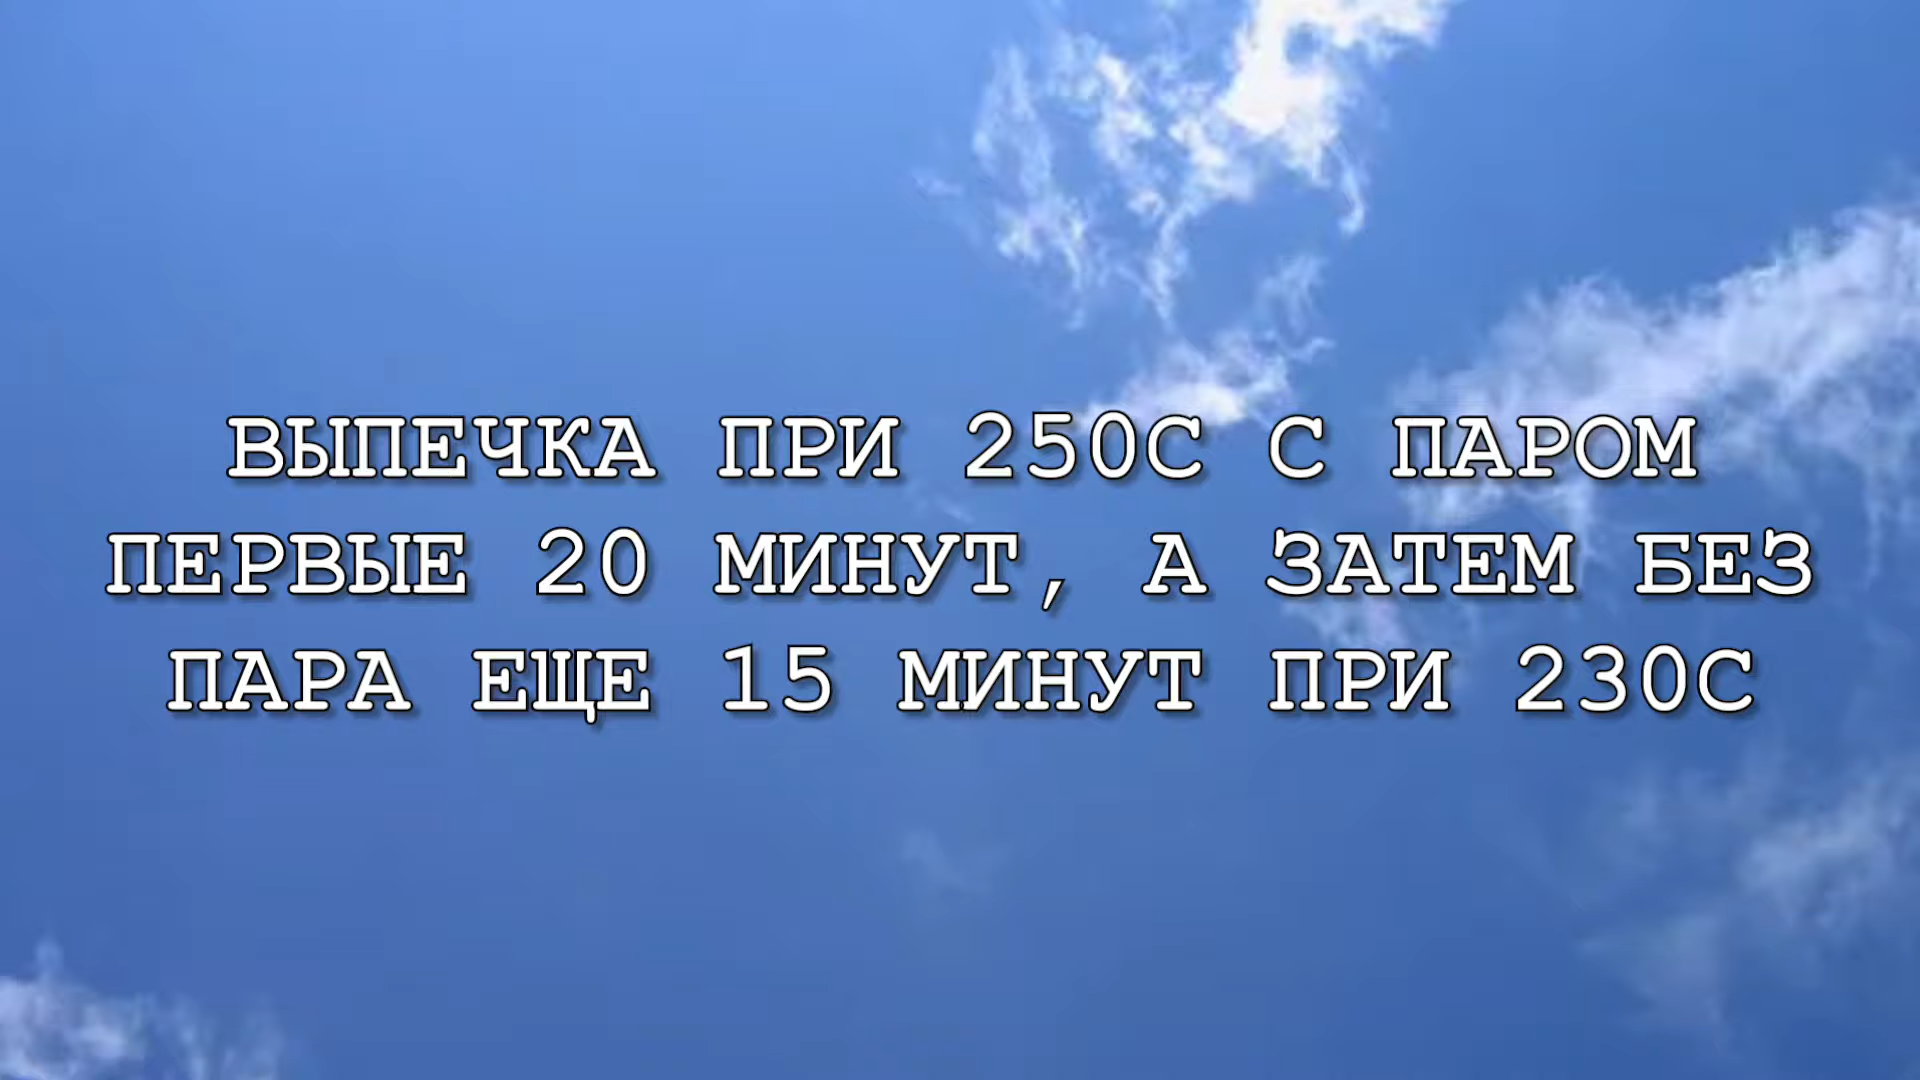 ВЫПЕЧКА ПРИ 250С С ПАРОМ
ПЕРВЫЕ 20 МИНУТ, А ЗАТЕМ БЕЗ
ПАРА ЕЩЕ 15 МИНУТ ПРИ 230С